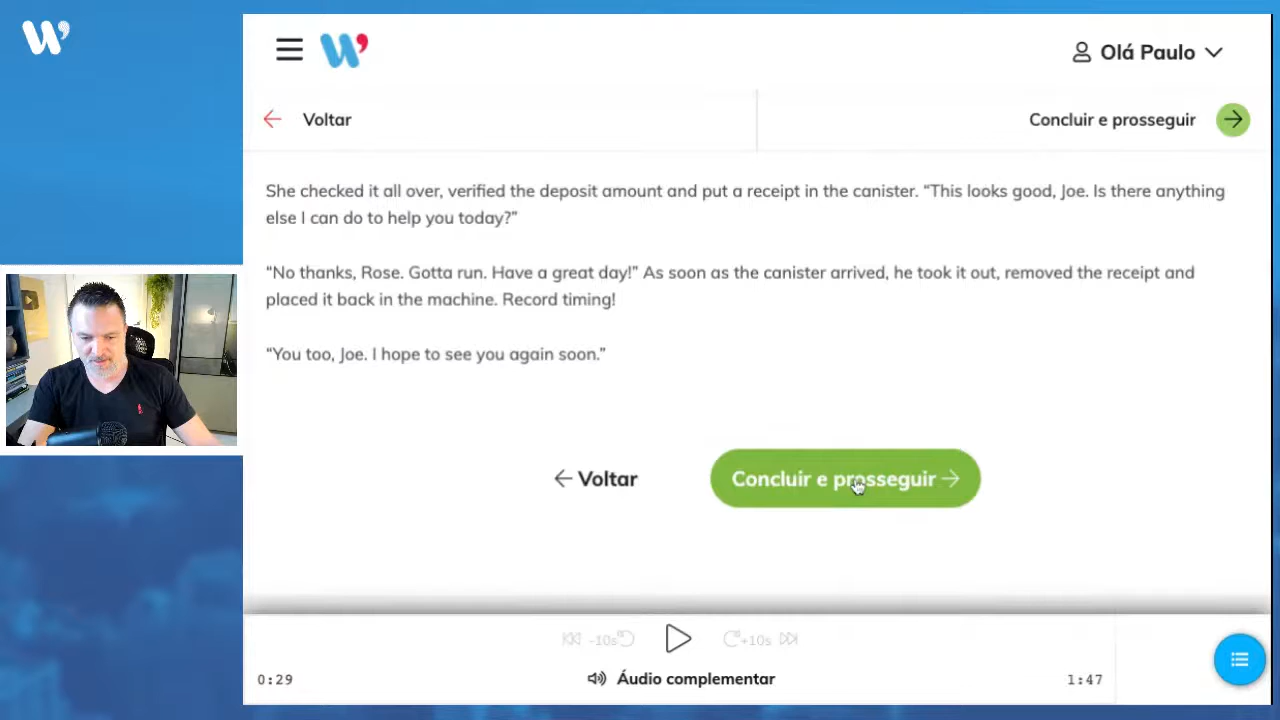 Olá Paulo
Voltar
Concluir e prosseguir
She checked it all over, verified the deposit amount and put a receipt in the canister. “This looks good, Joe. Is there anything
else I can do to help you today?”
“No thanks, Rose. Gotta run. Have a great day!” As soon as the canister arrived, he took it out, removed the receipt and
placed it back in the machine. Record timing!
“You too, Joe. I hope to see you again soon.”
Voltar
Concluir e prosseguir
-10s
+10s
0:29
Áudio complementar
1:47